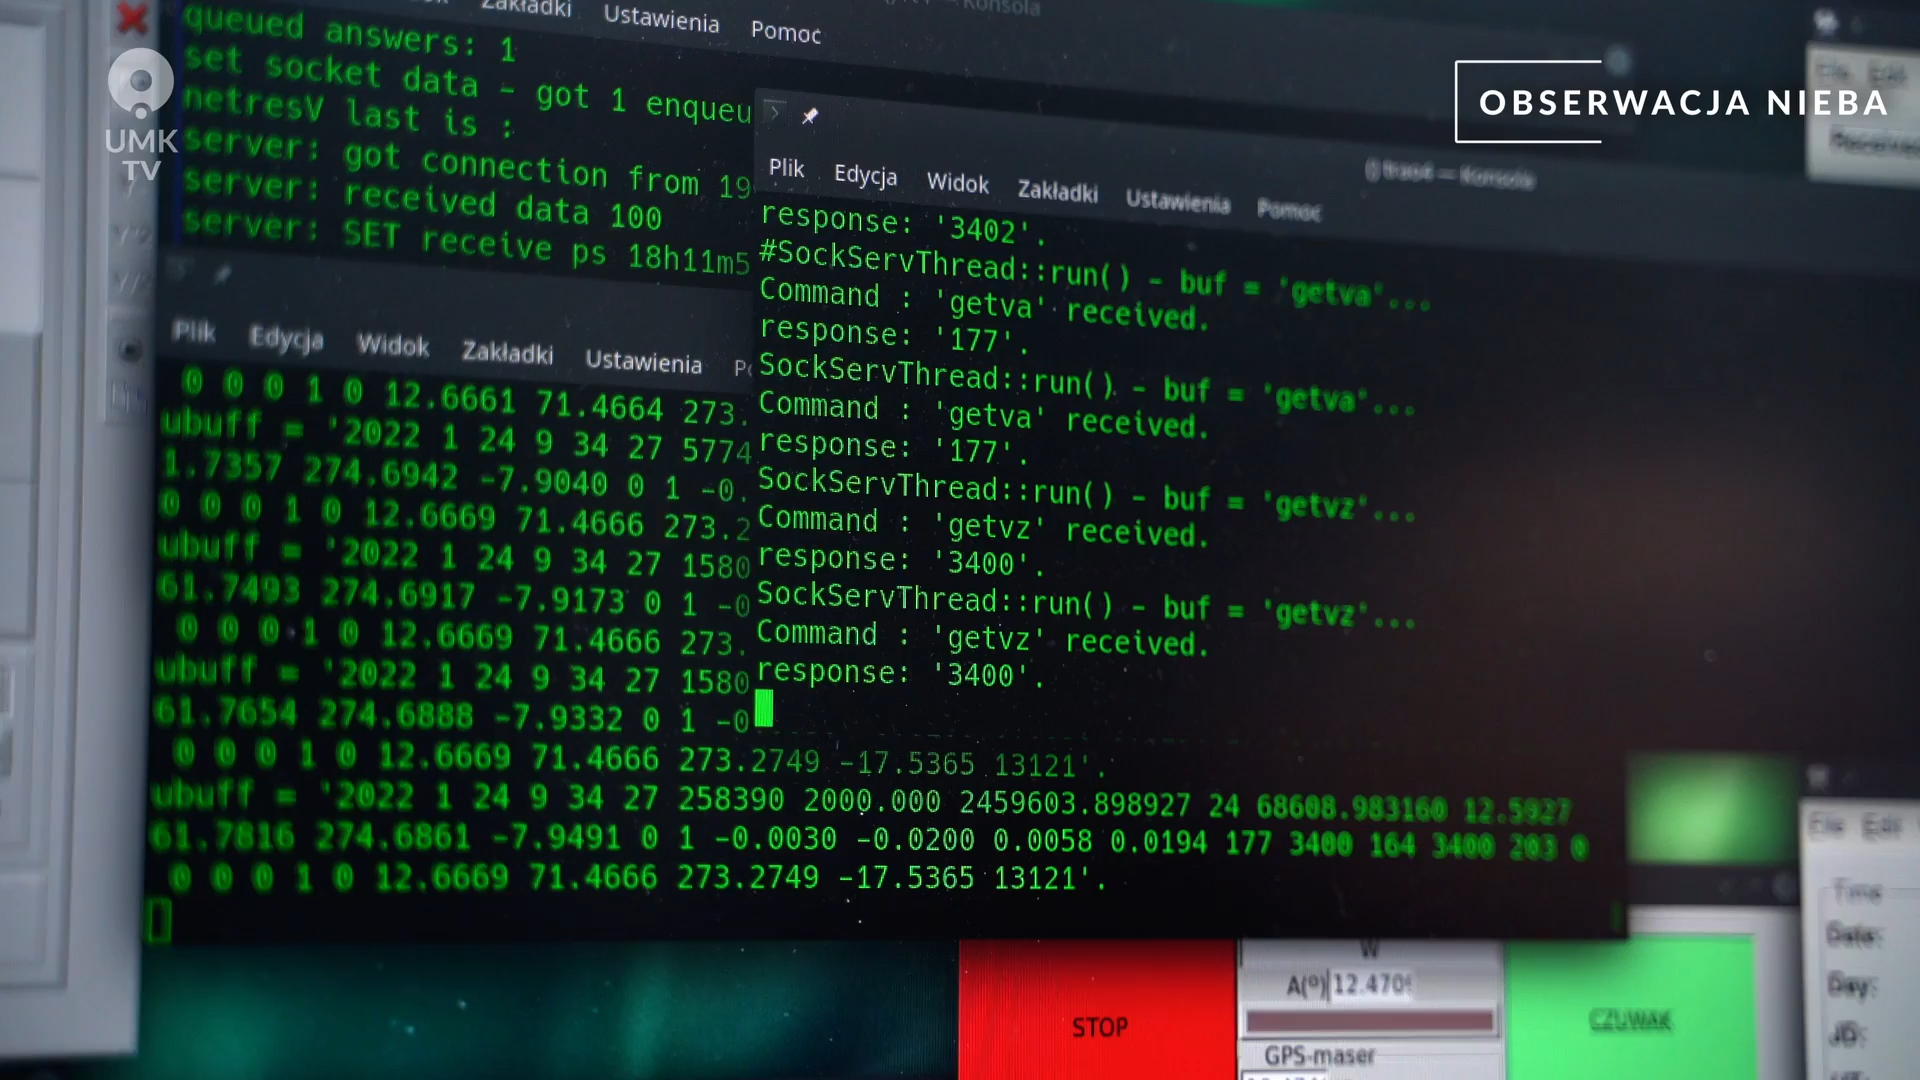 Zakładki Ustawienia Pomoc
Konsola
queued answers: 1
set socket data - got 1 enqueu
netresV last is :
server: got connection from 19
server: received data 100
server: SET receive ps 18h11m5
UMK
TV
OBSERWACJA NIEBA
Konsola
Plik Edycja Widok Zakładki Ustawienia Pomoc
response: '3402'.
#SockServThread::run() - buf = 'getva'...
Command : 'getva' received.
response: '177'.
SockServThread::run() - buf = 'getva'...
Command : 'getva' received.
response: '177'.
SockServThread::run() - buf = 'getvz'...
Command : 'getvz' received.
response: '3400'.
SockServThread::run() - buf = 'getvz'...
Command : 'getvz' received.
response: '3400'.
Plik Edycja Widok Zakładki Ustawienia
0 0 0 1 0 12.6661 71.4664 273.
ubuff = '2022 1 24 9 34 27 5774
1.7357 274.6942 -7.9040 0 1 -0.
0 0 0 1 0 12.6669 71.4666 273.2
ubuff = '2022 1 24 9 34 27 1580
61.7493 274.6917 -7.9173 0 1 -0
0 0 0 1 0 12.6669 71.4666 273.
ubuff = '2022 1 24 9 34 27 1580
61.7654 274.6888 -7.9332 0 1 -0
0 0 0 1 0 12.6669 71.4666 273.2749 -17.5365 13121'.
ubuff = '2022 1 24 9 34 27 258390 2000.000 2459603.898927 24 68608.983160 12.5927
61.7816 274.6861 -7.9491 0 1 -0.0030 -0.0200 0.0058 0.0194 177 3400 164 3400 203 0
0 0 0 1 0 12.6669 71.4666 273.2749 -17.5365 13121'.
STOP
W
A(º) 12.470
GPS-maser
CZUWAK
Time
Date:
Day:
JD: